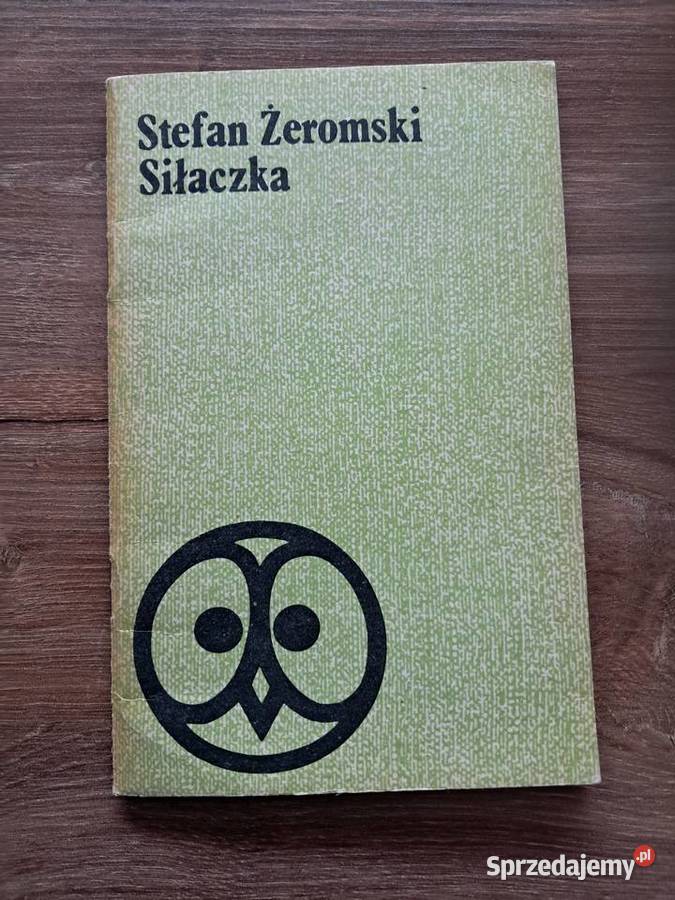 Stefan Żeromski
Siłaczka
Sprzedajemy.pl